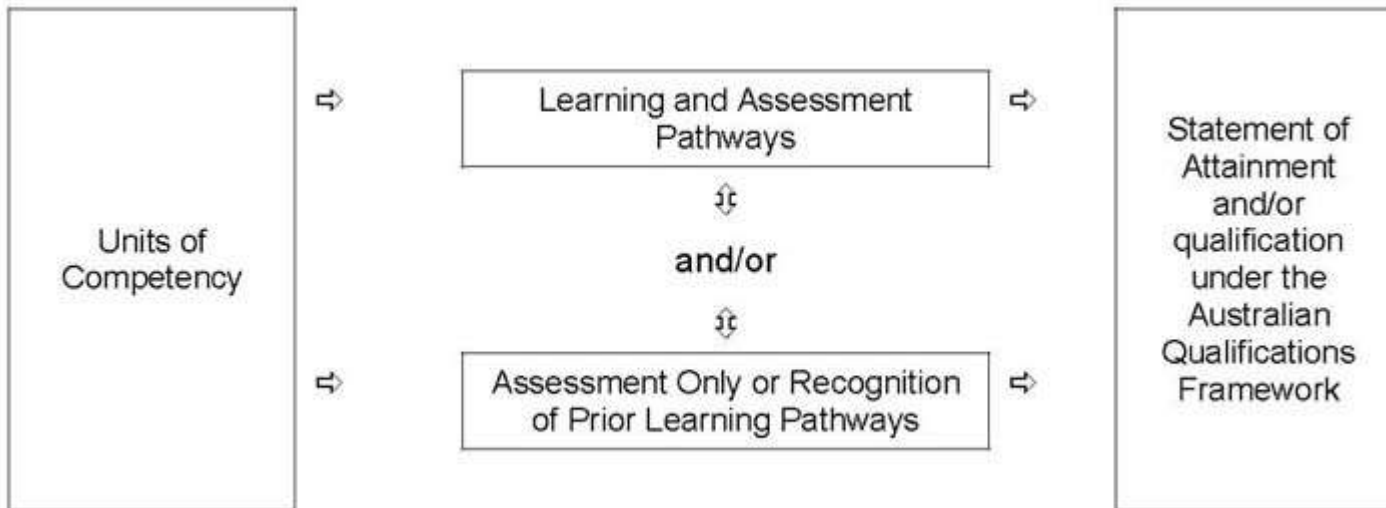 Units of
Competency
Learning and Assessment
Pathways
and/or
Assessment Only or Recognition
of Prior Learning Pathways
Statement of
Attainment
and/or
qualification
under the
Australian
Qualifications
Framework